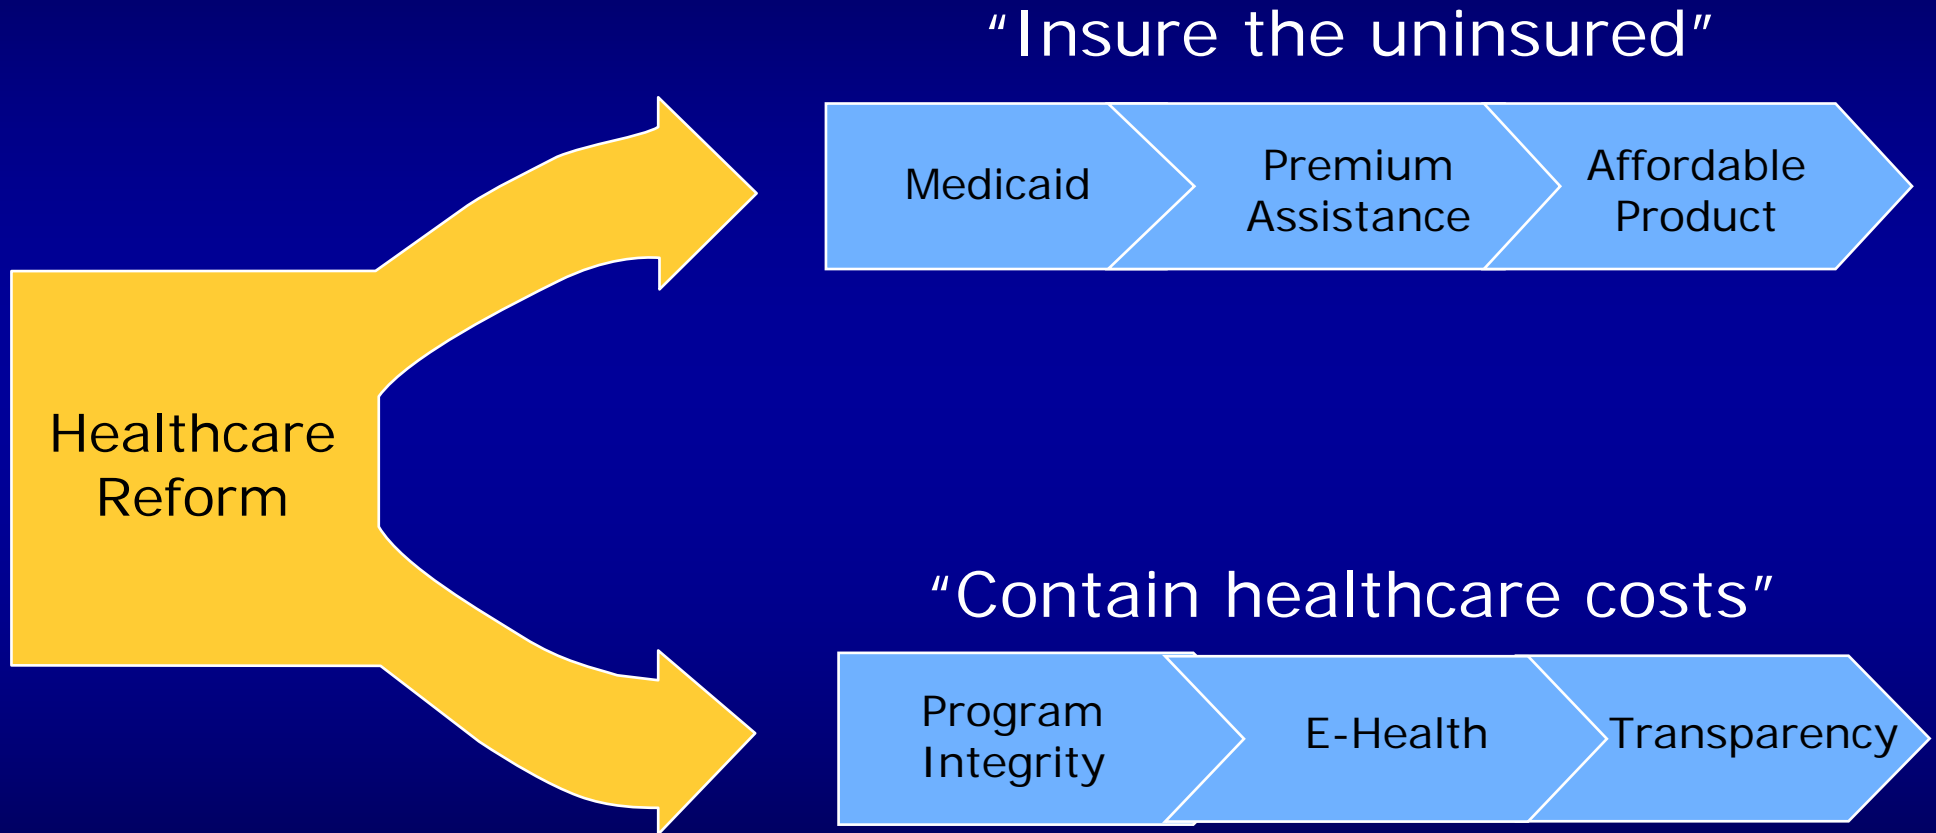 “Insure the uninsured”
Medicaid
Premium
Assistance
Affordable
Product
Healthcare
Reform
“Contain healthcare costs”
Program
Integrity
E-Health
Transparency